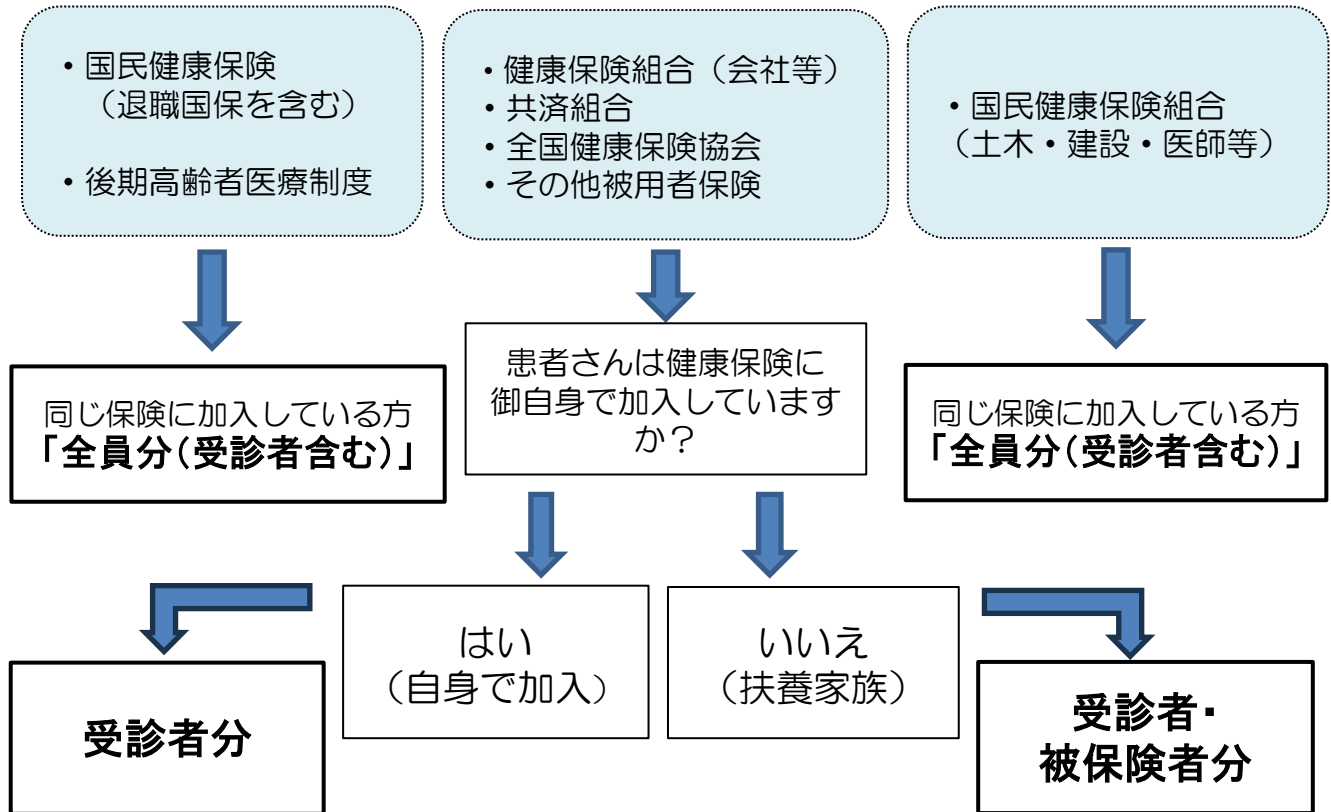 ・国民健康保険
（退職国保を含む）
・後期高齢者医療制度
・健康保険組合（会社等）
・共済組合
・全国健康保険協会
・その他被用者保険
・国民健康保険組合
（土木・建設・医師等）
同じ保険に加入している方
「全員分（受診者含む）」
患者さんは健康保険に
御自身で加入しています
か？
同じ保険に加入している方
「全員分（受診者含む）」
はい
（自身で加入）
いいえ
（扶養家族）
受診者分
受診者・
被保険者分